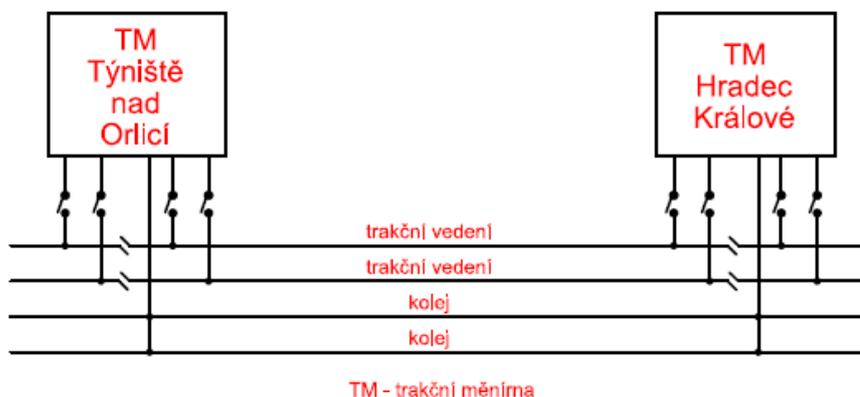 TM
Týniště
nad
Orlicí
TM
Hradec
Králové
trakční vedení
trakční vedení
kolej
kolej
TM - trakční měnírna